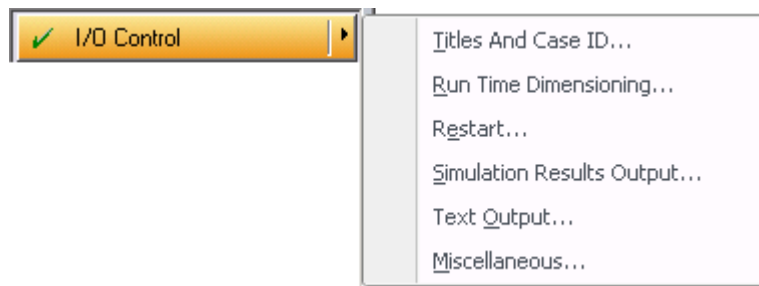 I/O Control
Titles And Case ID...
Run Time Dimensioning...
Restart...
Simulation Results Output...
Text Output...
Miscellaneous...